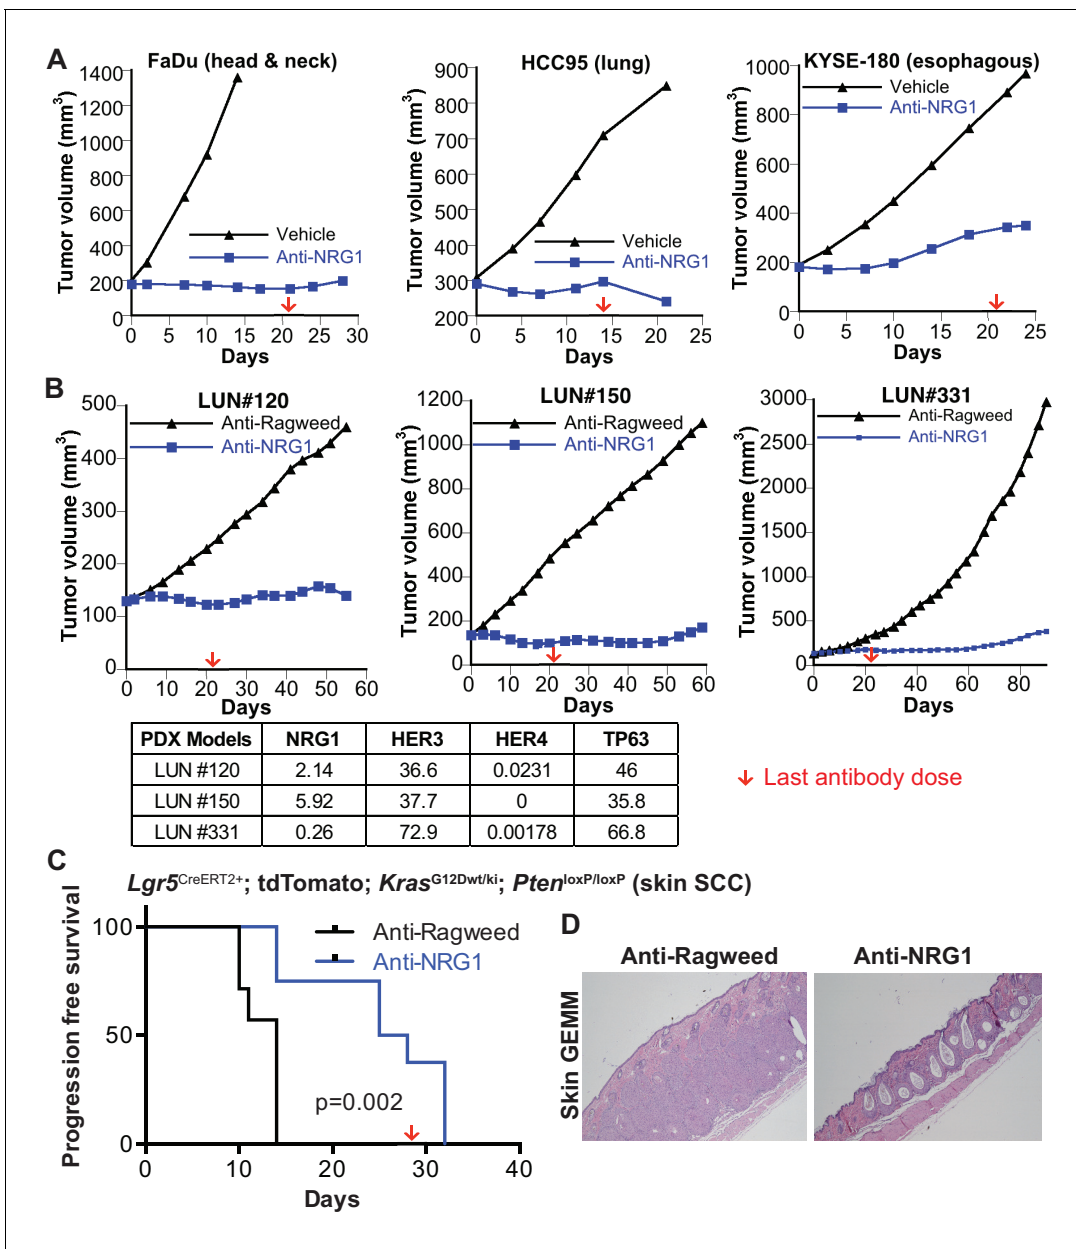 A
FaDu (head & neck)
Tumor volume (mm³)
1400
1200
1000
800
600
400
200
0
Vehicle
Anti-NRG1
0 5 10 15 20 25 30
Days
HCC95 (lung)
Tumor volume (mm³)
900
800
700
600
500
400
300
200
Vehicle
Anti-NRG1
0 5 10 15 20 25
Days
KYSE-180 (esophagous)
Tumor volume (mm³)
1000
800
600
400
200
0
Vehicle
Anti-NRG1
0 5 10 15 20 25
Days
B
LUN#120
Tumor volume (mm³)
500
400
300
200
100
0
Anti-Ragweed
Anti-NRG1
0 10 20 30 40 50 60
Days
LUN#150
Tumor volume (mm³)
1200
1000
800
600
400
200
0
Anti-Ragweed
Anti-NRG1
0 10 20 30 40 50 60
Days
LUN#331
Tumor volume (mm³)
3000
2500
2000
1500
1000
500
0
Anti-Ragweed
Anti-NRG1
0 20 40 60 80
Days
PDX Models NRG1 HER3 HER4 TP63
LUN #120 2.14 36.6 0.0231 46
LUN #150 5.92 37.7 0 35.8
LUN #331 0.26 72.9 0.00178 66.8
Last antibody dose
C
Lgr5CreERT2+; tdTomato; KrasG12Dwt/ki; PtenloxP/loxP (skin SCC)
Progression free survival
100
50
0
Anti-Ragweed
Anti-NRG1
p=0.002
0 10 20 30 40
Days
D
Anti-Ragweed Anti-NRG1
Skin GEMM